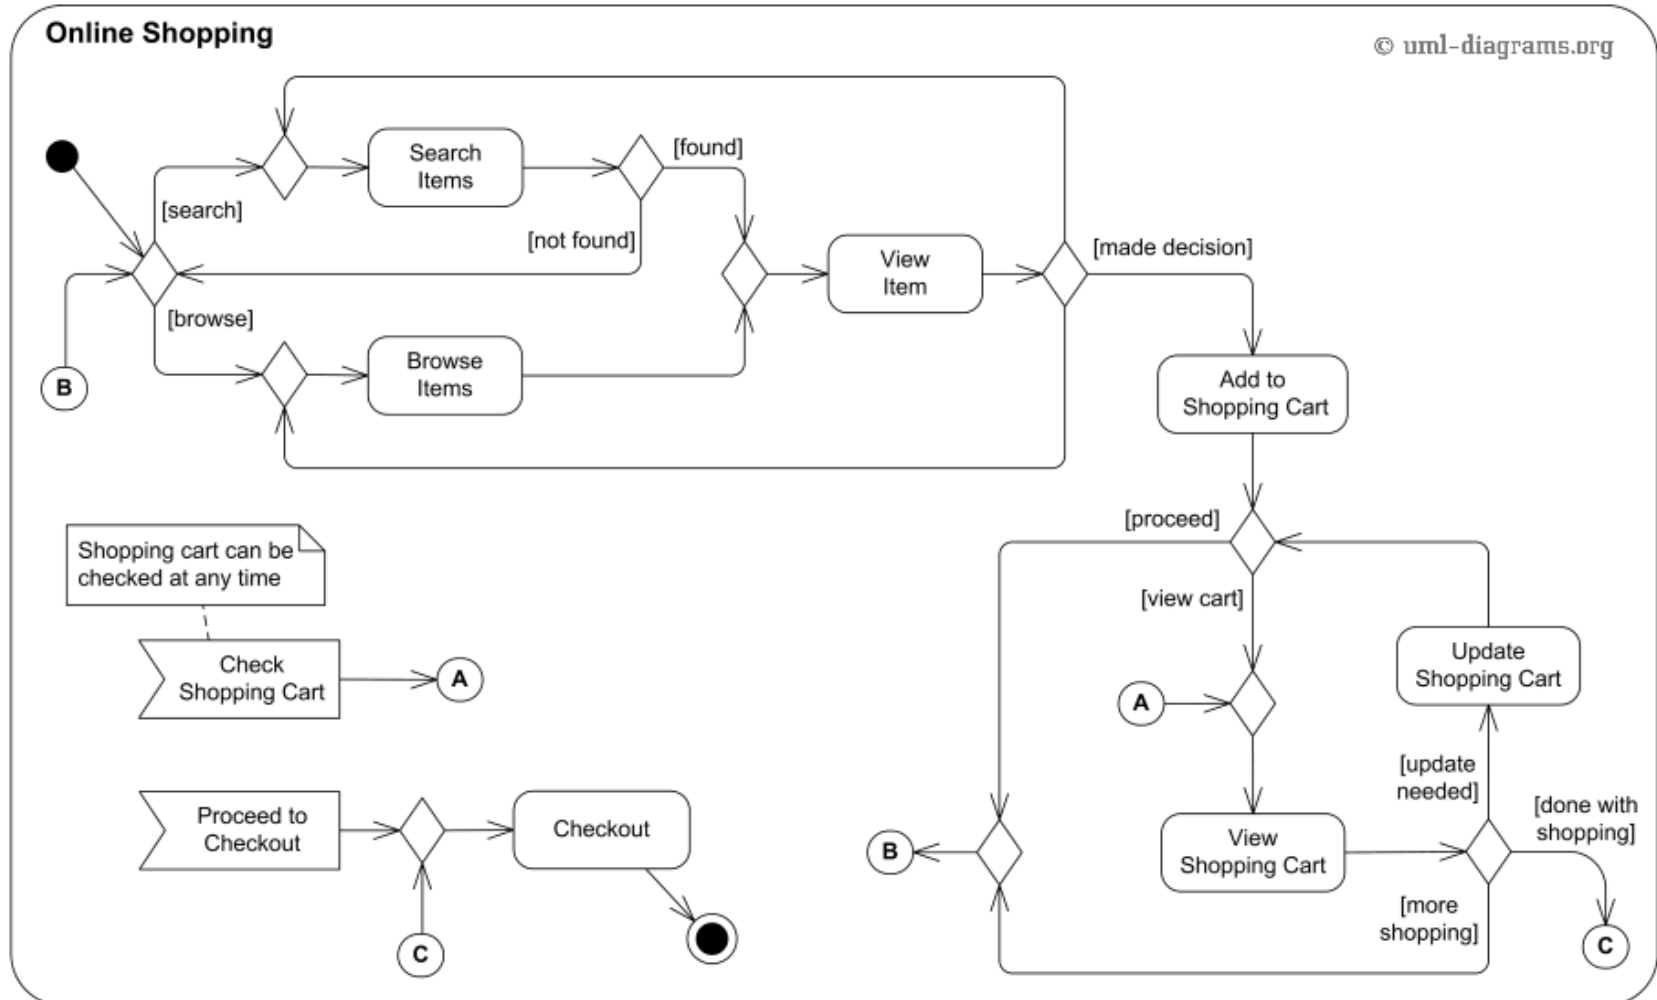 Online Shopping
© uml-diagrams.org
Search
Items
[found]
[search]
[not found]
[made decision]
View
Item
[browse]
Browse
Items
B
Add to
Shopping Cart
[proceed]
Shopping cart can be
checked at any time
[view cart]
Check
Shopping Cart
A
A
Update
Shopping Cart
[update
needed]
[done with
shopping]
Proceed to
Checkout
Checkout
B
View
Shopping Cart
[more
shopping]
C
C